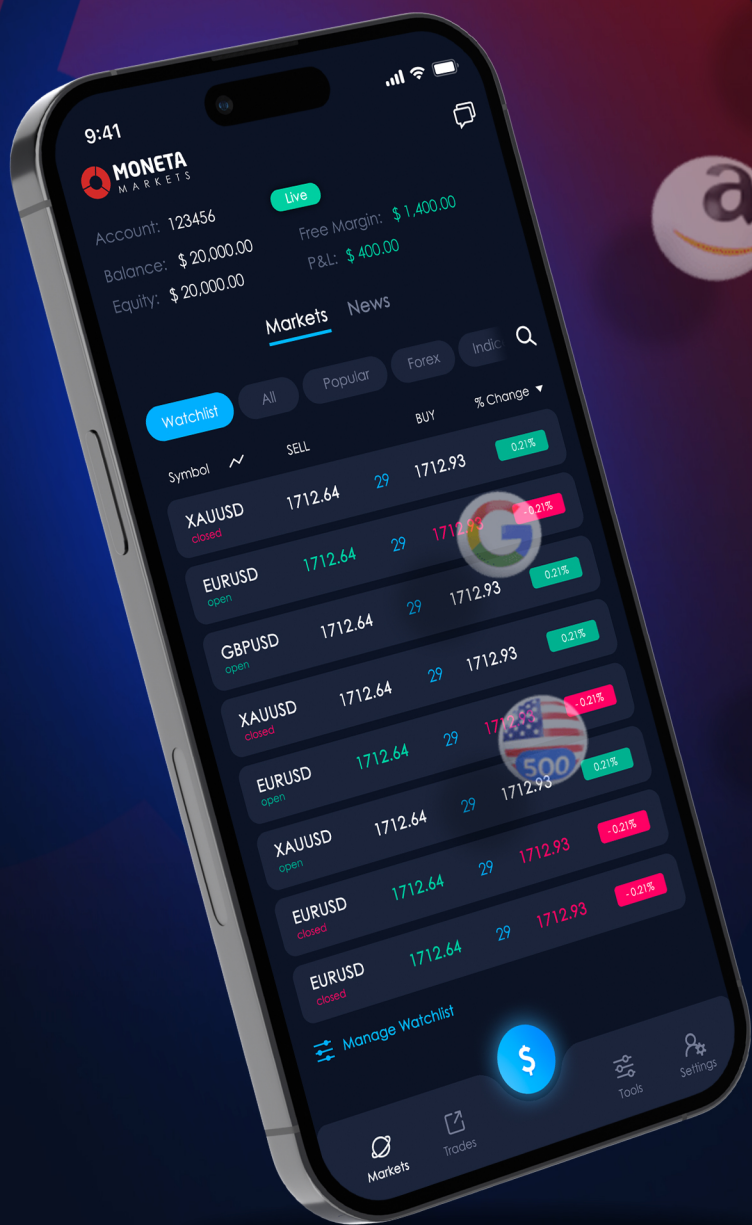 9:41
MONETA
MARKETS
Live
Account: 123456
Free Margin: $ 1,400.00
Balance: $ 20,000.00
P&L: $ 400.00
Equity: $ 20,000.00
Markets News
Watchlist All Popular Forex Indic
Symbol SELL BUY % Change
XAUUSD 1712.64 29 1712.93 0.21%
closed
EURUSD 1712.64 29 1712.93 - 0.21%
open
GBPUSD 1712.64 29 1712.93 0.21%
open
XAUUSD 1712.64 29 1712.93 0.21%
closed
EURUSD 1712.64 29 - 0.21%
open
XAUUSD 1712.64 29 1712.93 0.21%
open
EURUSD 1712.64 29 1712.93 - 0.21%
closed
EURUSD 1712.64 29 1712.93 - 0.21%
closed
Manage Watchlist
$
Markets Trades Tools Settings
a
G
500